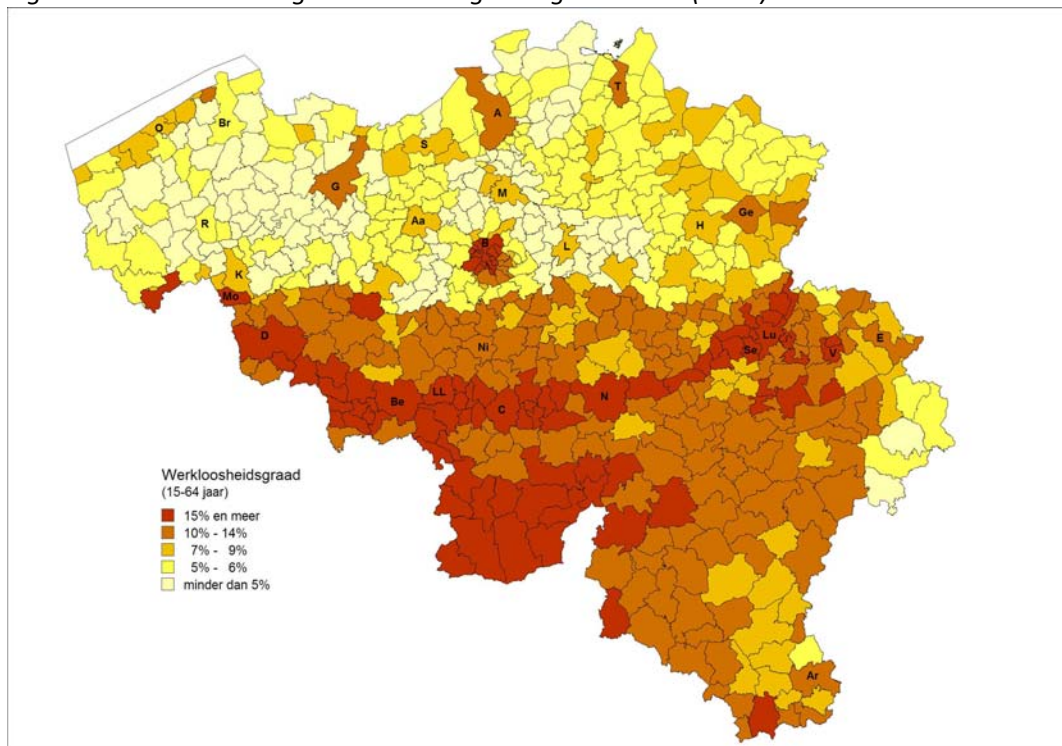 T
A
O
Br
S
G
M
Ge
Aa
R
H
B
L
K
Mo
D
Lu
E
Ni
Se
V
LL
N
Be
C
Werkloosheidsgraad
(15-64 jaar)
15% en meer
10% - 14%
7% - 9%
5% - 6%
minder dan 5%
Ar